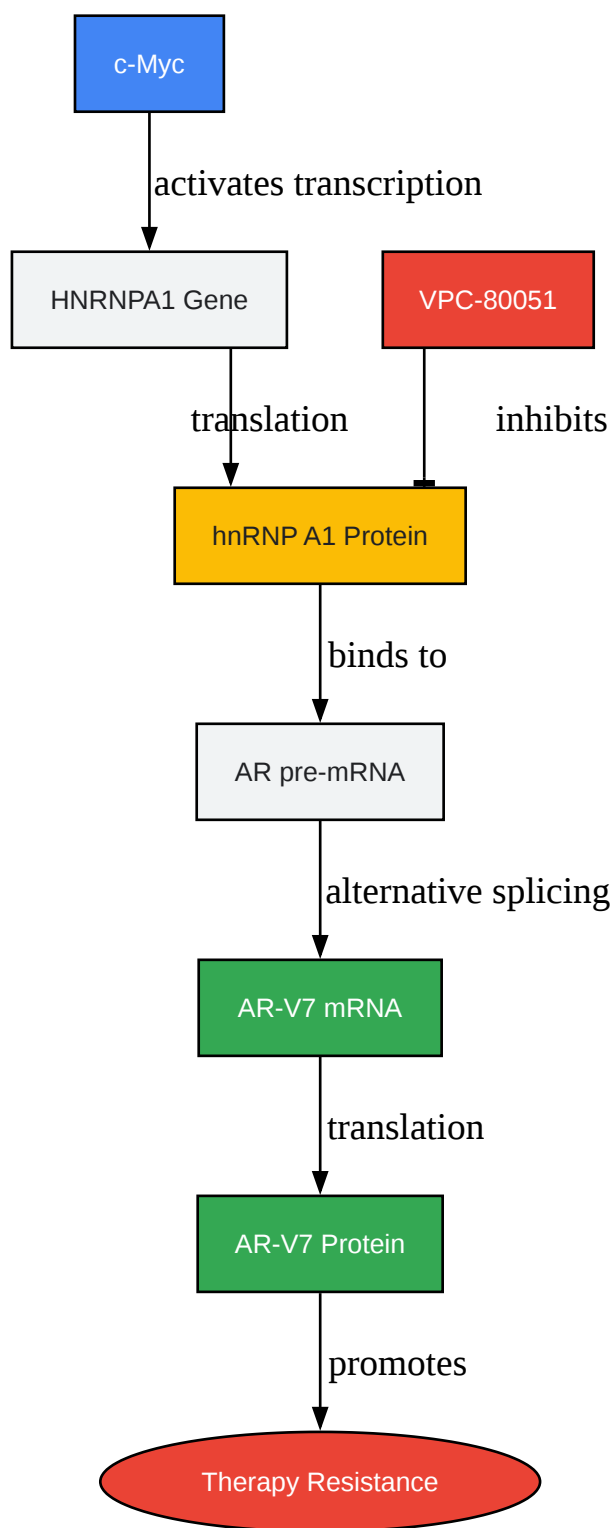 c-Myc
activates transcription
HNRNPA1 Gene
VPC-80051
translation
inhibits
hnRNP A1 Protein
binds to
AR pre-mRNA
alternative splicing
AR-V7 mRNA
translation
AR-V7 Protein
promotes
Therapy Resistance